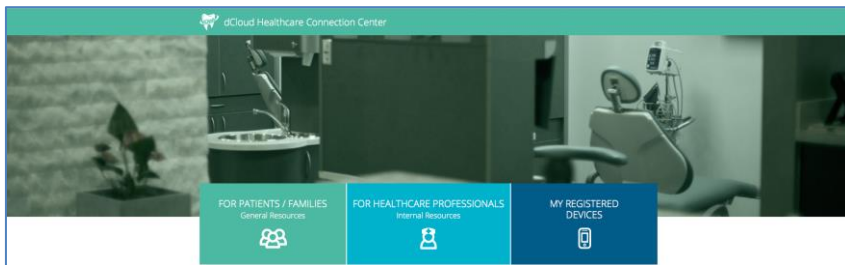 dCloud Healthcare Connection Center
FOR PATIENTS / FAMILIES
General Resources
FOR HEALTHCARE PROFESSIONALS
Internal Resources
MY REGISTERED
DEVICES